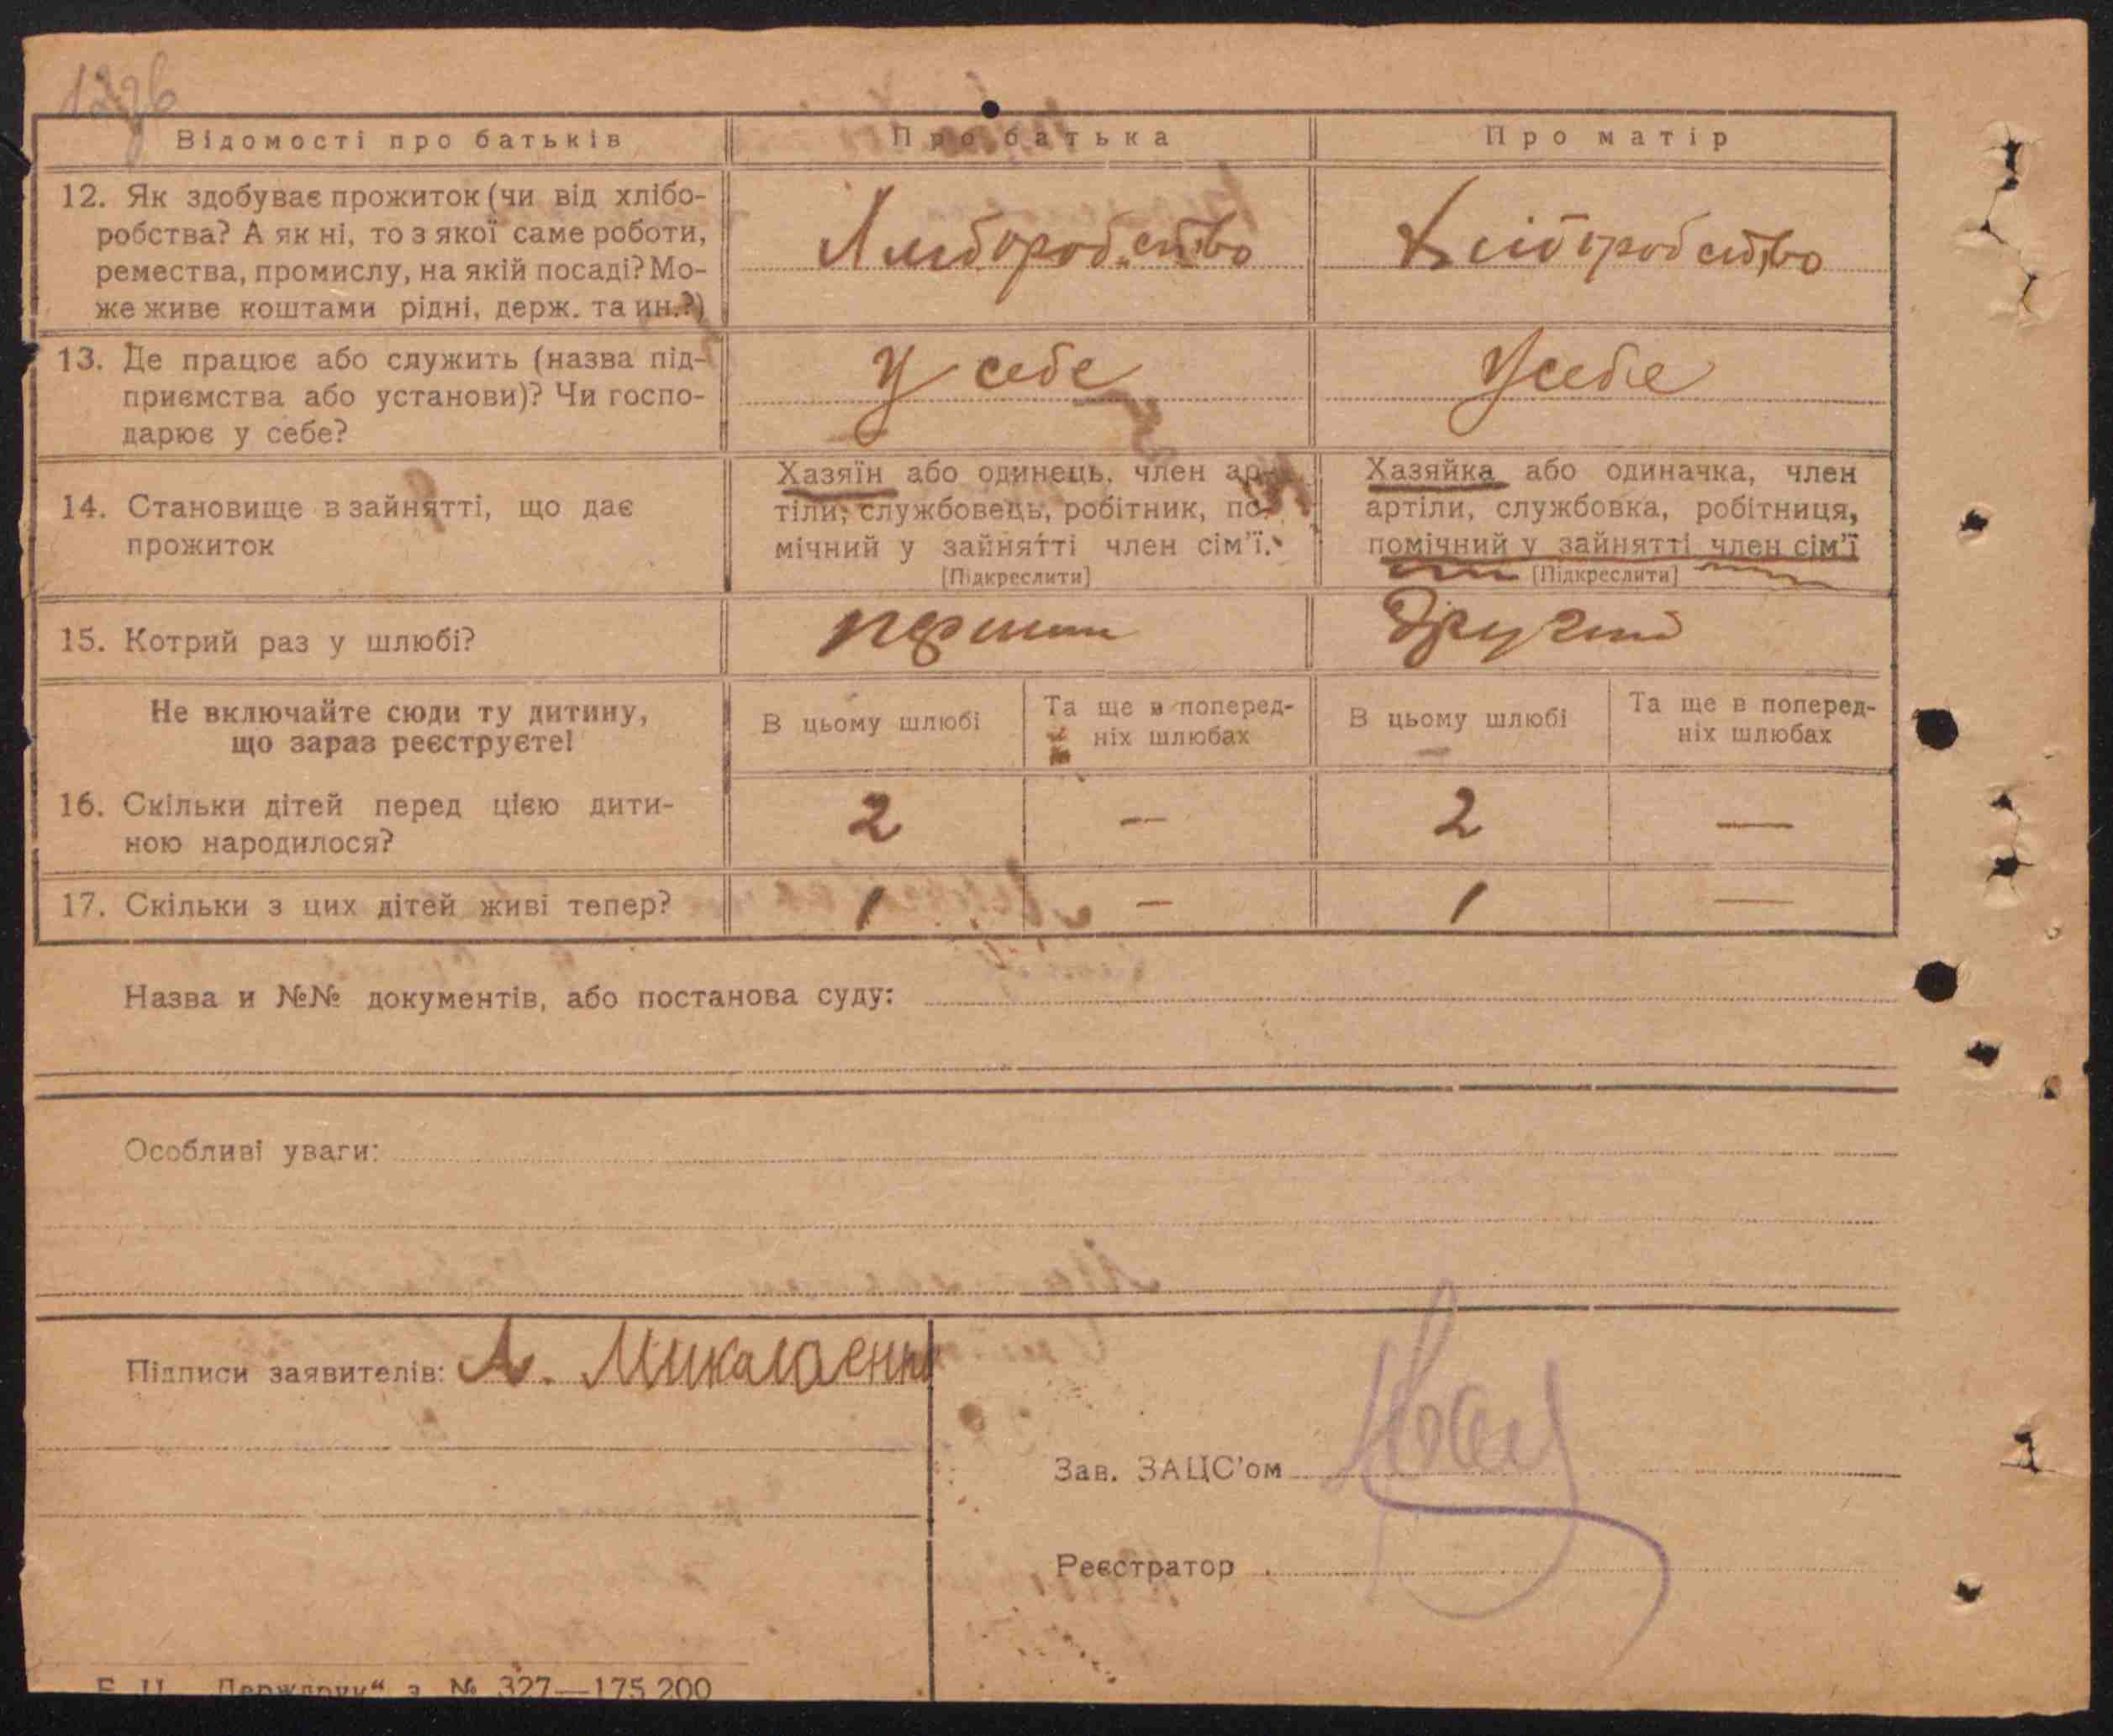 Відомості про батьків
Про батька
Про матір
12. Як здобуває прожиток (чи від хлібо-
робства? А як ні, то з якої саме роботи,
ремества, промислу, на якій посаді? Мо-
же живе коштами рідні, держ. та ин.?)
Хліборобство
Хліборобство
13. Де працює або служить (назва під-
приємства або установи)? Чи госпо-
дарює у себе?
У себе
У себе
14. Становище в зайнятті, що дає
прожиток
Хазяїн або одинець, член ар-
тіли, службовець, робітник, по-
мічний у зайнятті член сім'ї.
[Підкреслити]
Хазяйка або одиначка, член
артіли, службовка, робітниця,
помічний у зайнятті член сім'ї
[Підкреслити]
15. Котрий раз у шлюбі?
перший
другий
Не включайте сюди ту дитину,
що зараз реєструєте!
В цьому шлюбі
Та ще в поперед-
ніх шлюбах
В цьому шлюбі
Та ще в поперед-
ніх шлюбах
16. Скільки дітей перед цією дити-
ною народилося?
2 — 2 —
17. Скільки з цих дітей живі тепер?
1 — 1 —
Назва и №№ документів, або постанова суду:
Особливі уваги:
Підписи заявителів: А. Микалаенко
Зав. ЗАЦС'ом
Реєстратор
"Держдрук" з. № 327—175.200